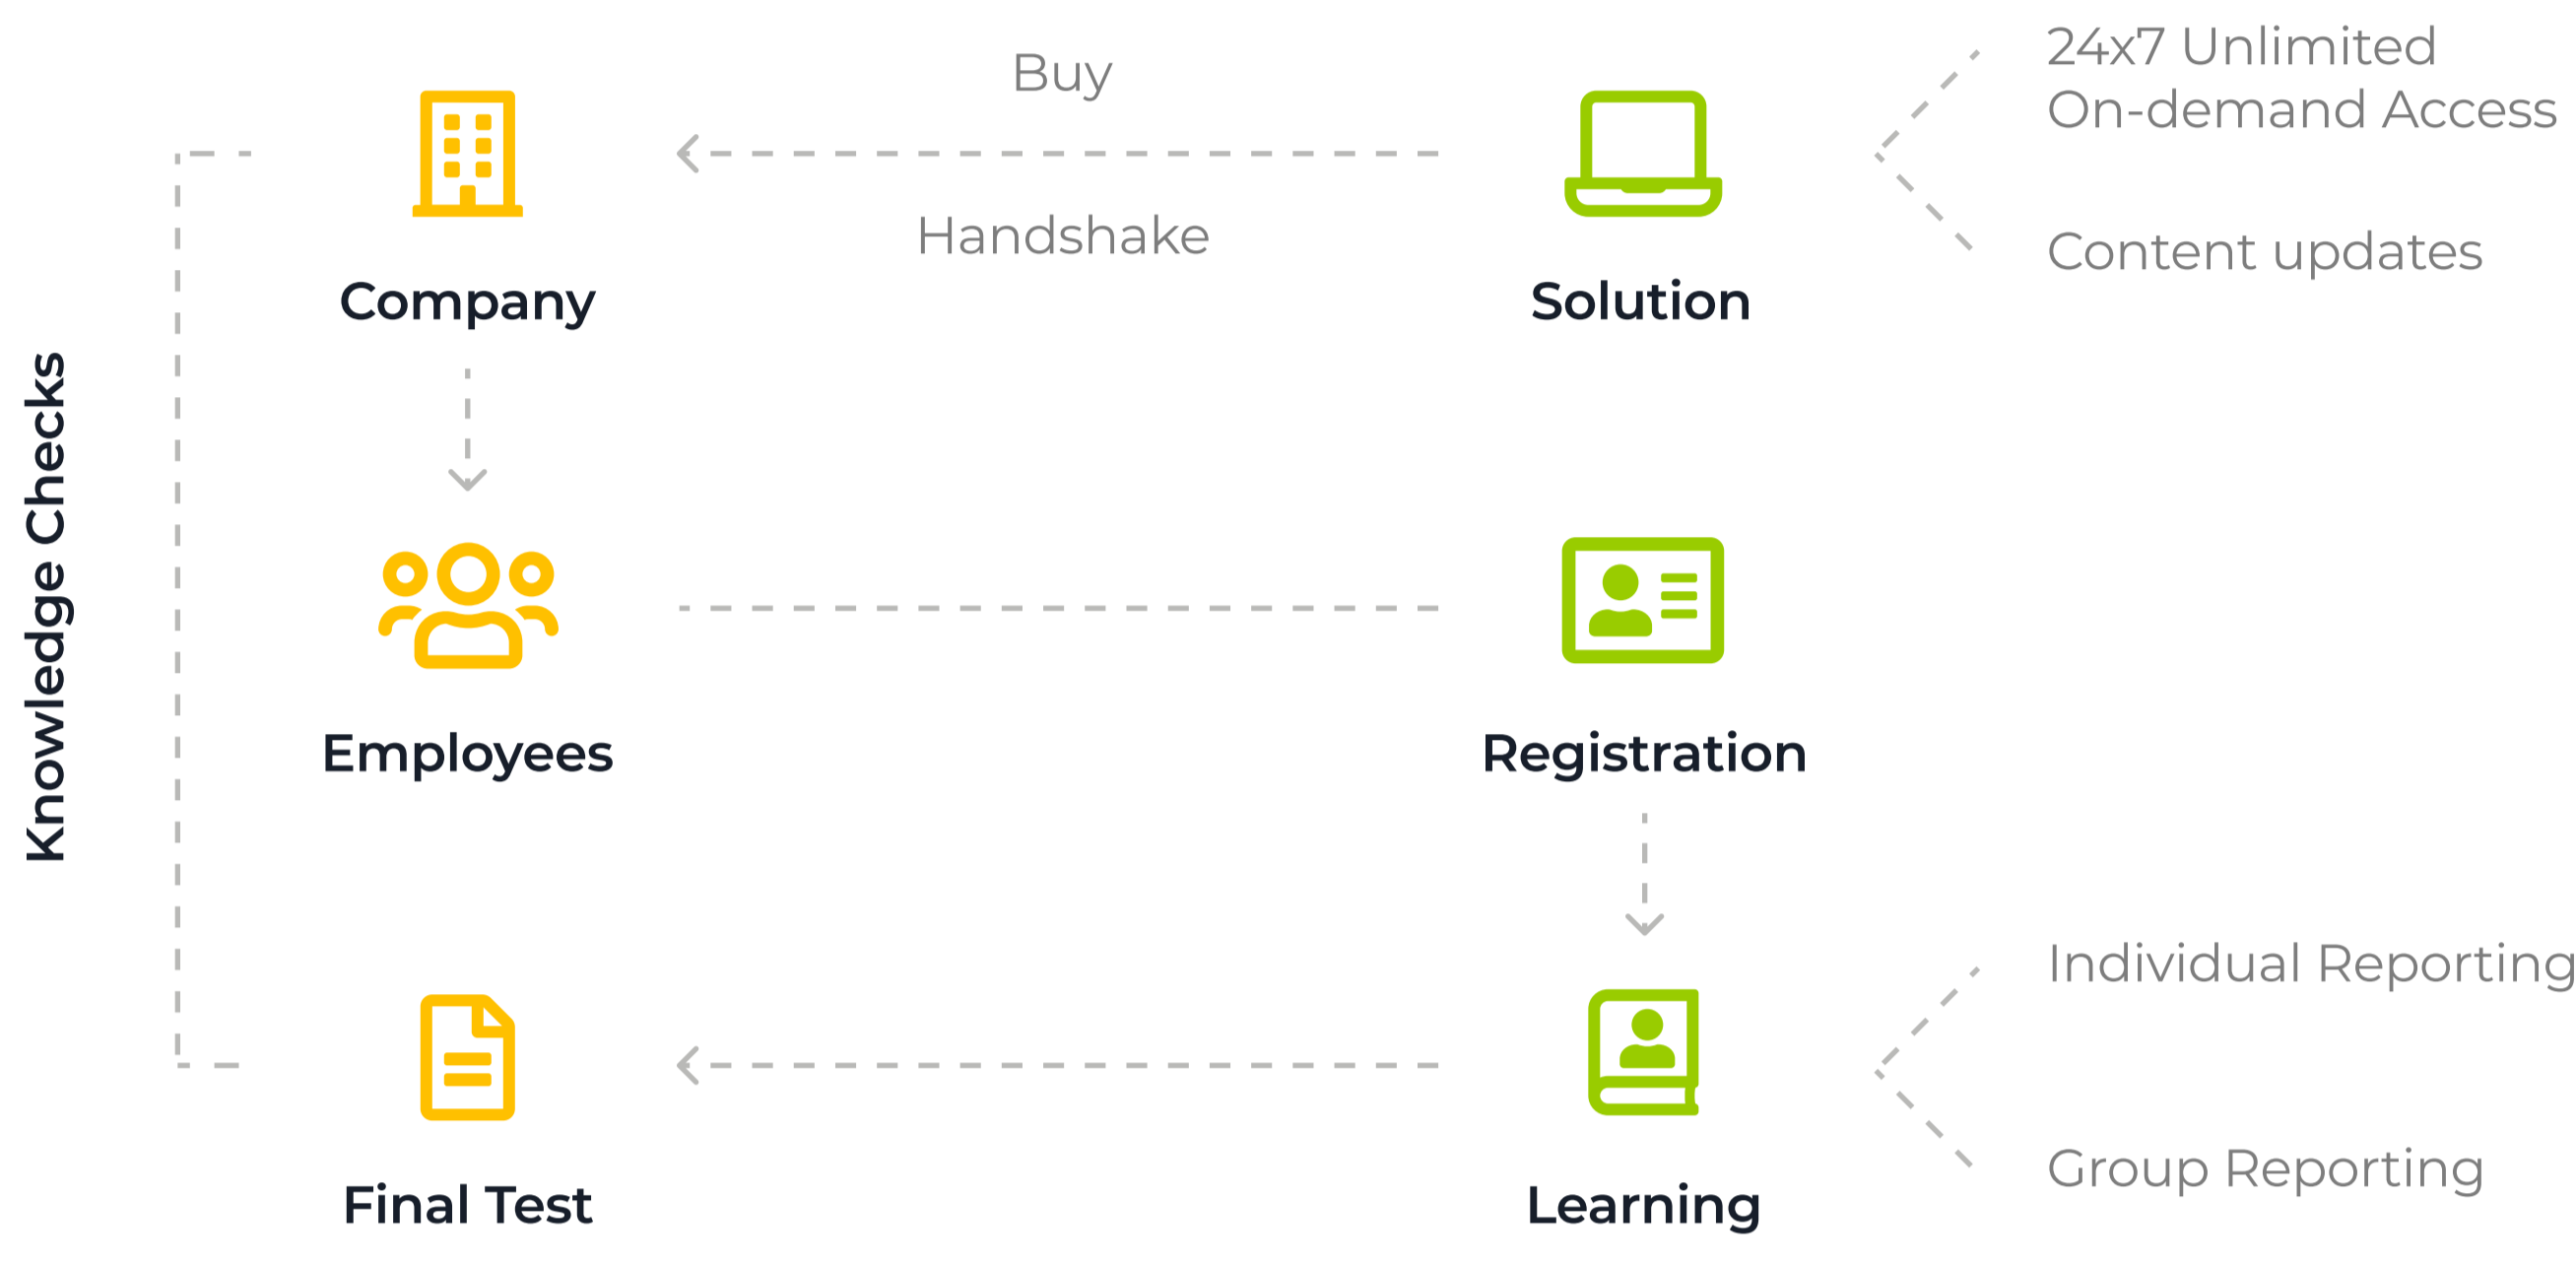 Buy
Handshake
Company
Solution
24x7 Unlimited
On-demand Access
Content updates
Knowledge Checks
Employees
Registration
Final Test
Learning
Individual Reporting
Group Reporting